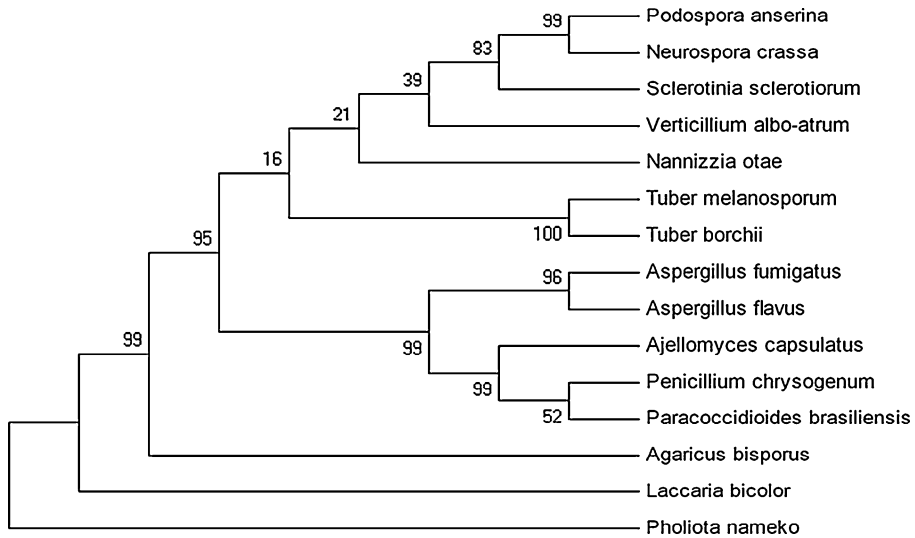 99 Podospora anserina
83 Neurospora crassa
39 Sclerotinia sclerotiorum
21 Verticillium albo-atrum
16 Nannizzia otae
Tuber melanosporum
95 100 Tuber borchii
96 Aspergillus fumigatus
Aspergillus flavus
99 99 Ajellomyces capsulatus
99 Penicillium chrysogenum
52 Paracoccidioides brasiliensis
Agaricus bisporus
Laccaria bicolor
Pholiota nameko